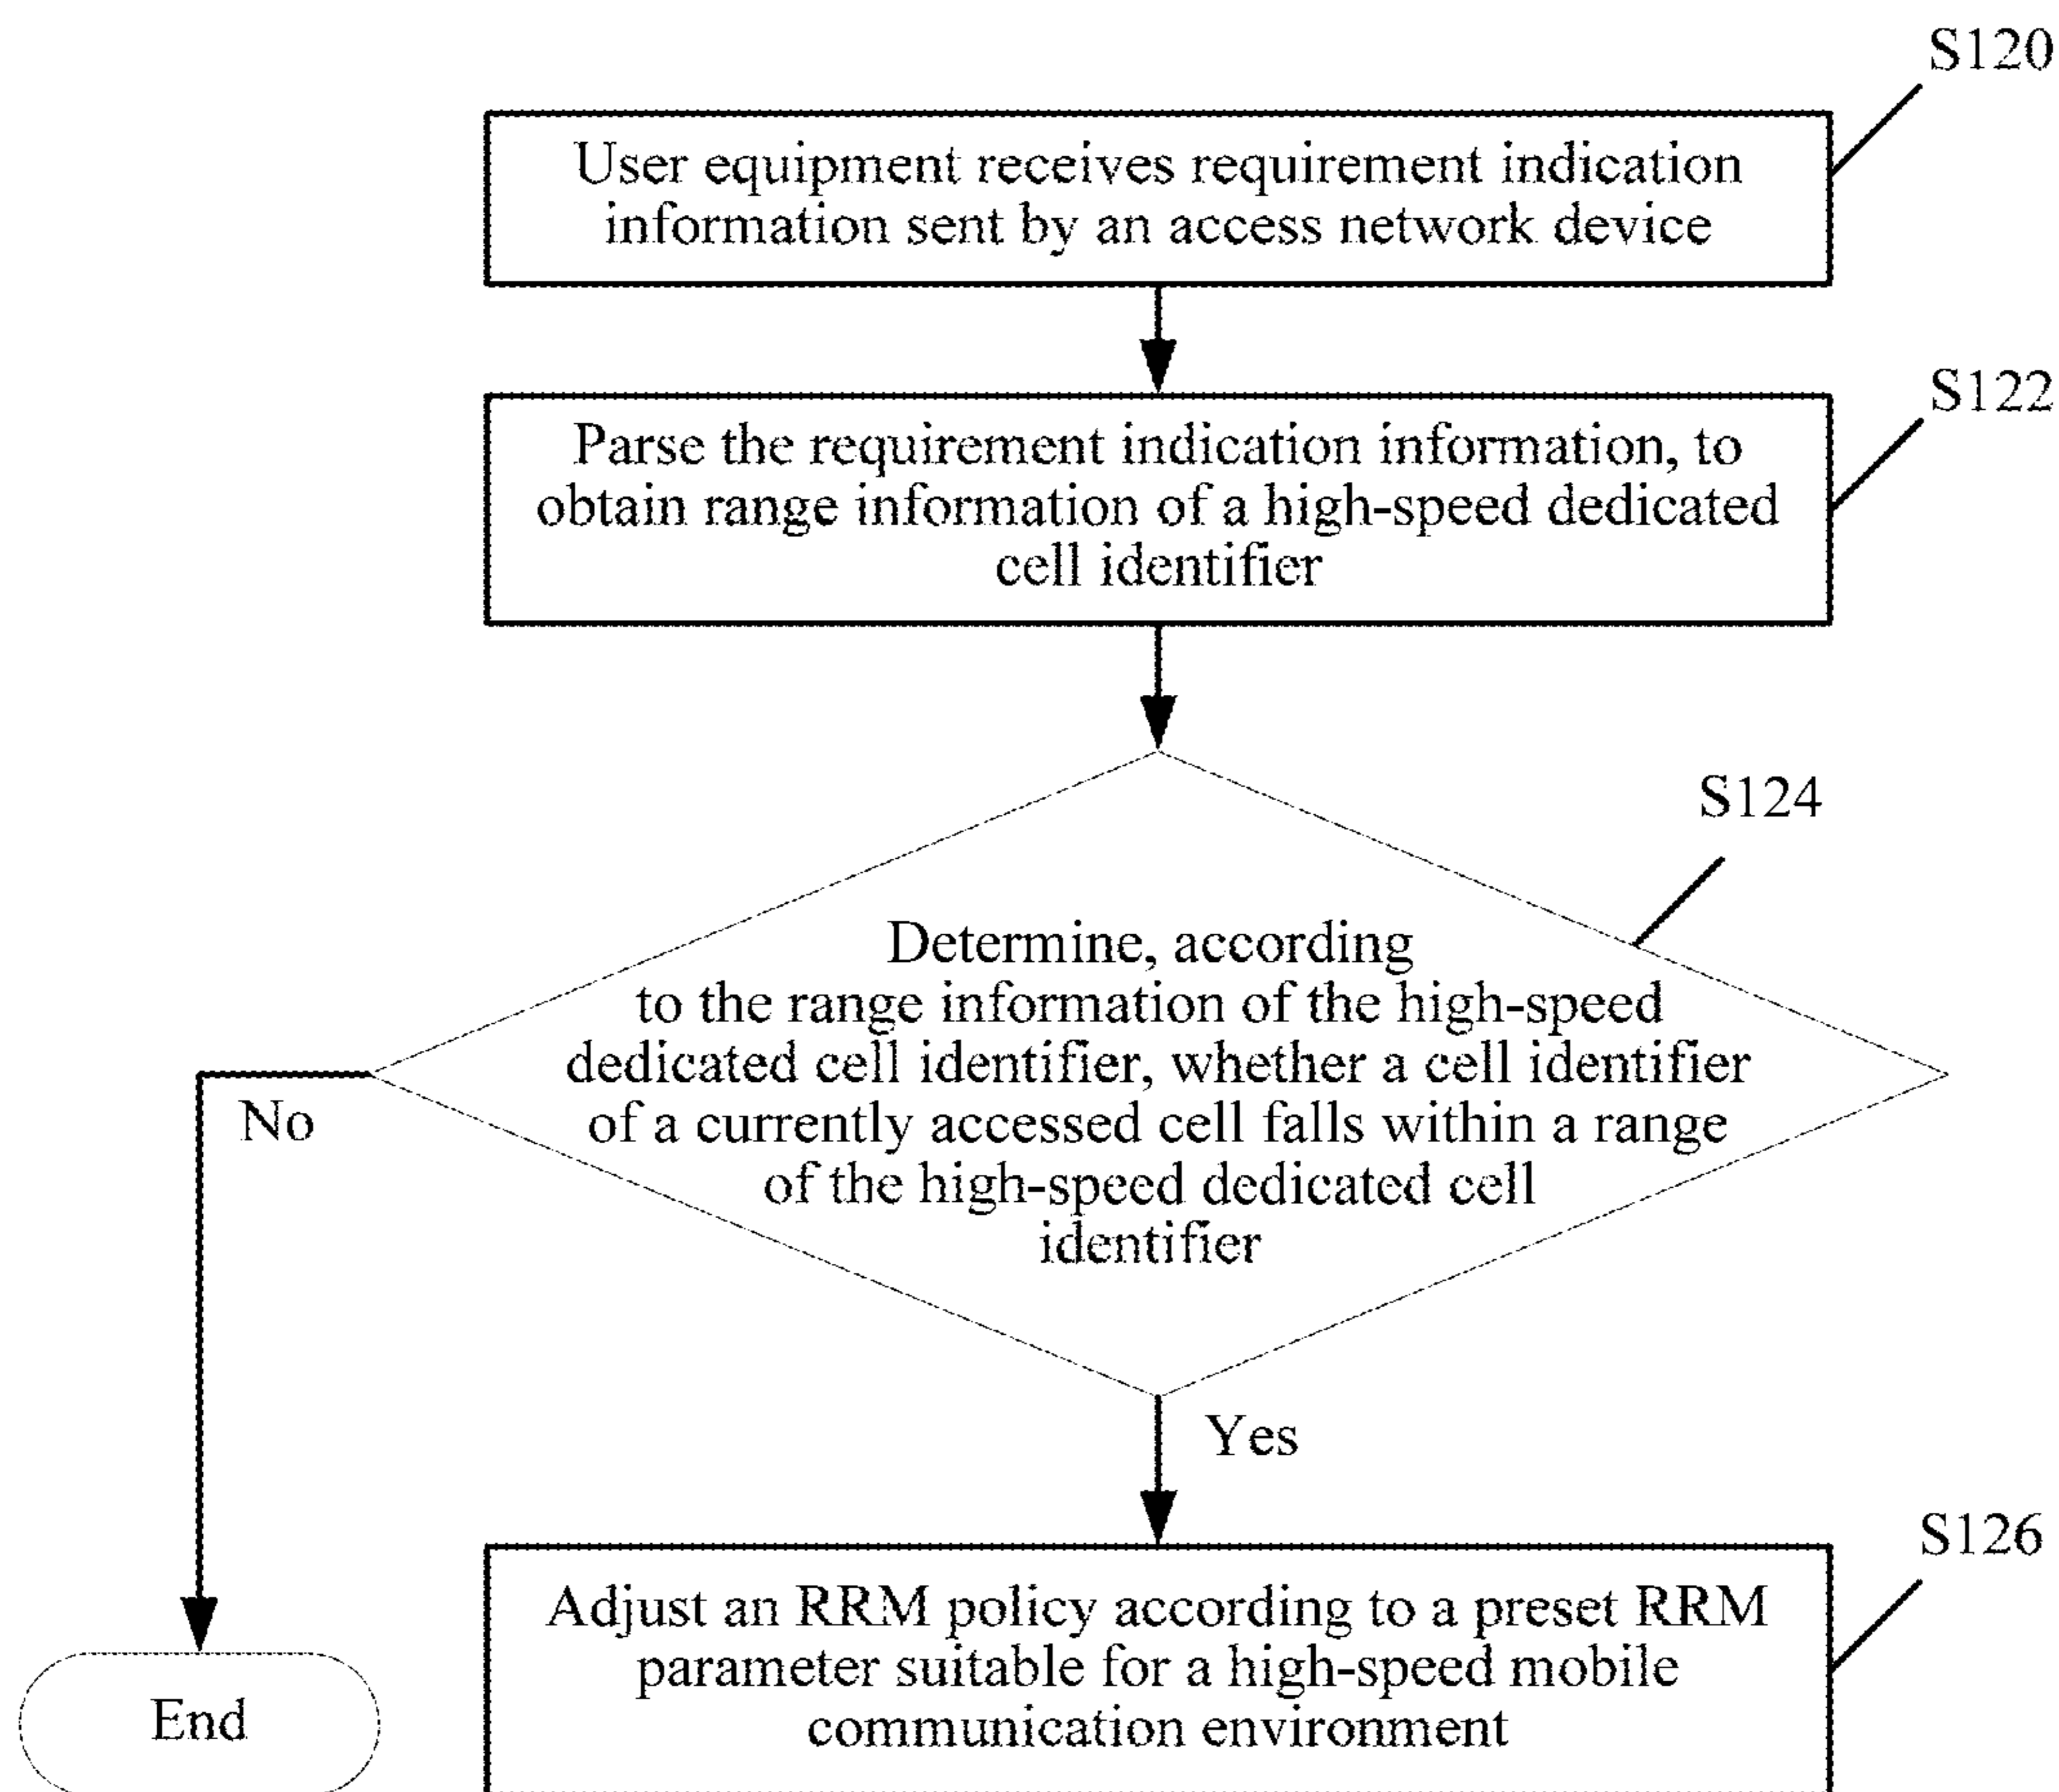 S120
User equipment receives requirement indication
information sent by an access network device
S122
Parse the requirement indication information, to
obtain range information of a high-speed dedicated
cell identifier
S124
Determine, according
to the range information of the high-speed
dedicated cell identifier, whether a cell identifier
of a currently accessed cell falls within a range
of the high-speed dedicated cell
identifier
No
Yes
S126
Adjust an RRM policy according to a preset RRM
parameter suitable for a high-speed mobile
communication environment
End